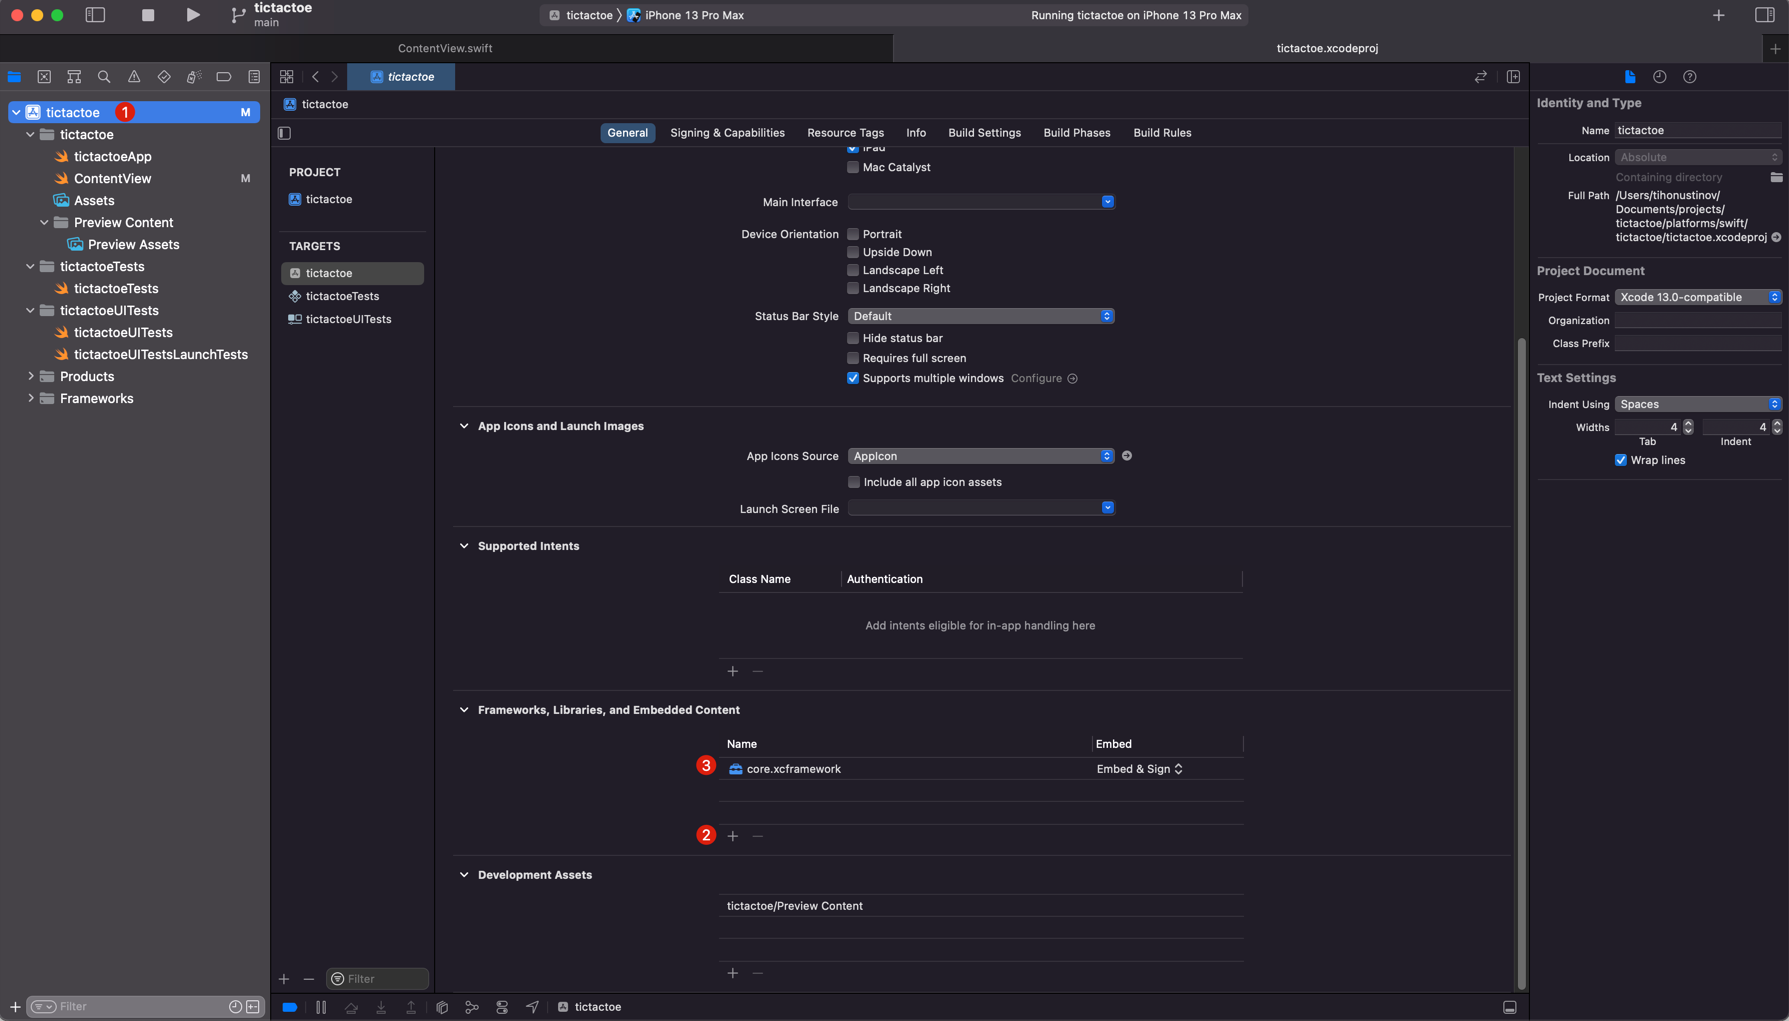 tictactoe
main
tictactoe
iPhone 13 Pro Max
Running tictactoe on iPhone 13 Pro Max
ContentView.swift
tictactoe.xcodeproj
tictactoe
tictactoe 1 M
tictactoe
tictactoeApp
ContentView M
Assets
Preview Content
Preview Assets
tictactoeTests
tictactoeTests
tictactoeUITests
tictactoeUITests
tictactoeUITestsLaunchTests
Products
Frameworks
Filter
tictactoe
General Signing & Capabilities Resource Tags Info Build Settings Build Phases Build Rules
PROJECT
tictactoe
TARGETS
tictactoe
tictactoeTests
tictactoeUITests
Filter
iPad
Mac Catalyst
Main Interface
Device Orientation Portrait
Upside Down
Landscape Left
Landscape Right
Status Bar Style Default
Hide status bar
Requires full screen
Supports multiple windows Configure
App Icons and Launch Images
App Icons Source AppIcon
Include all app icon assets
Launch Screen File
Supported Intents
Class Name Authentication
Add intents eligible for in-app handling here
Frameworks, Libraries, and Embedded Content
Name Embed
3 core.xcframework Embed & Sign
2
Development Assets
tictactoe/Preview Content
tictactoe
Identity and Type
Name tictactoe
Location Absolute
Containing directory
Full Path /Users/tihonustinov/
Documents/projects/
tictactoe/platforms/swift/
tictactoe/tictactoe.xcodeproj
Project Document
Project Format Xcode 13.0-compatible
Organization
Class Prefix
Text Settings
Indent Using Spaces
Widths 4 4
Tab Indent
Wrap lines